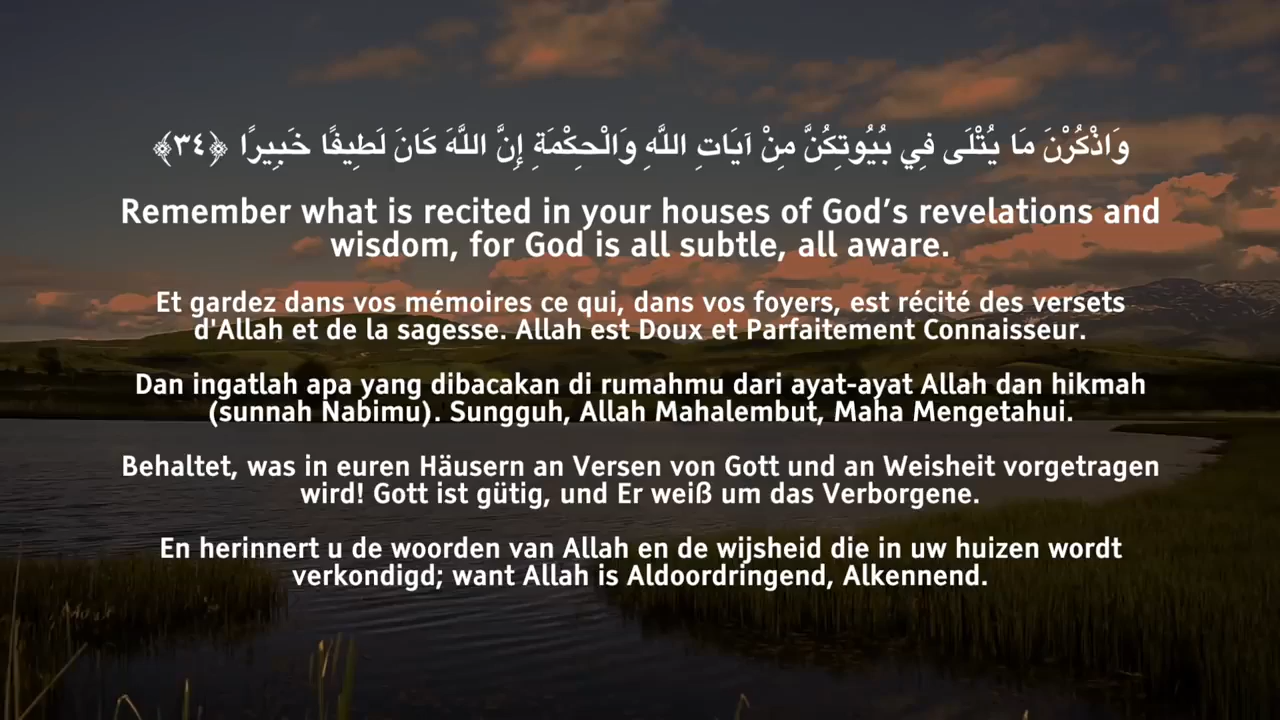 وَاذْكُرْنَ مَا يُتْلَى فِي بُيُوتِكُنَّ مِنْ آيَاتِ اللَّهِ وَالْحِكْمَةِ إِنَّ اللَّهَ كَانَ لَطِيفًا خَبِيرًا ﴿٣٤﴾
Remember what is recited in your houses of God’s revelations and
wisdom, for God is all subtle, all aware.
Et gardez dans vos mémoires ce qui, dans vos foyers, est récité des versets
d'Allah et de la sagesse. Allah est Doux et Parfaitement Connaisseur.
Dan ingatlah apa yang dibacakan di rumahmu dari ayat-ayat Allah dan hikmah
(sunnah Nabimu). Sungguh, Allah Mahalembut, Maha Mengetahui.
Behaltet, was in euren Häusern an Versen von Gott und an Weisheit vorgetragen
wird! Gott ist gütig, und Er weiß um das Verborgene.
En herinnert u de woorden van Allah en de wijsheid die in uw huizen wordt
verkondigd; want Allah is Aldoordringend, Alkennend.